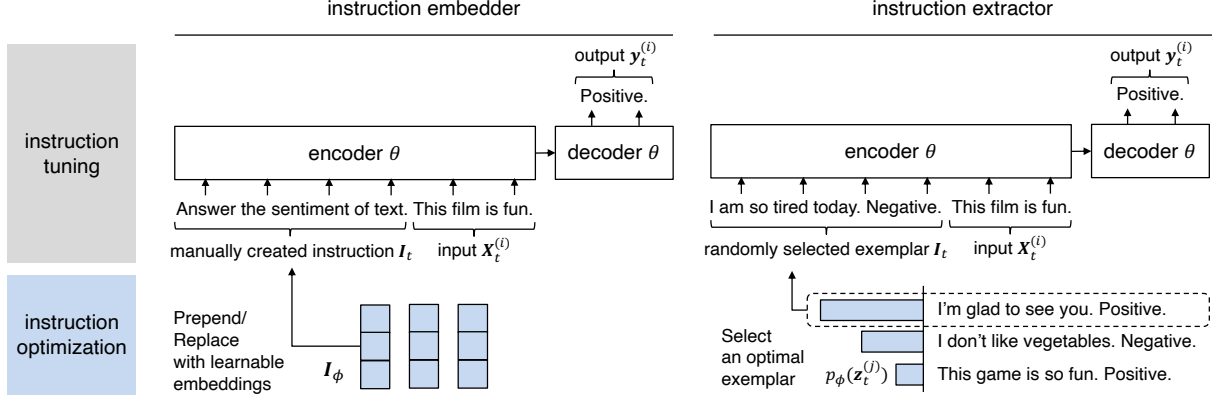 instruction embedder
instruction extractor
instruction
tuning
output y_t^{(i)}
Positive.
encoder θ
decoder θ
Answer the sentiment of text. This film is fun.
manually created instruction I_t
input X_t^{(i)}
output y_t^{(i)}
Positive.
encoder θ
decoder θ
I am so tired today. Negative. This film is fun.
randomly selected exemplar I_t
input X_t^{(i)}
instruction
optimization
Prepend/
Replace
with learnable
embeddings
I_ϕ
Select
an optimal
exemplar
I'm glad to see you. Positive.
I don't like vegetables. Negative.
p_ϕ(z_t^{(j)})
This game is so fun. Positive.